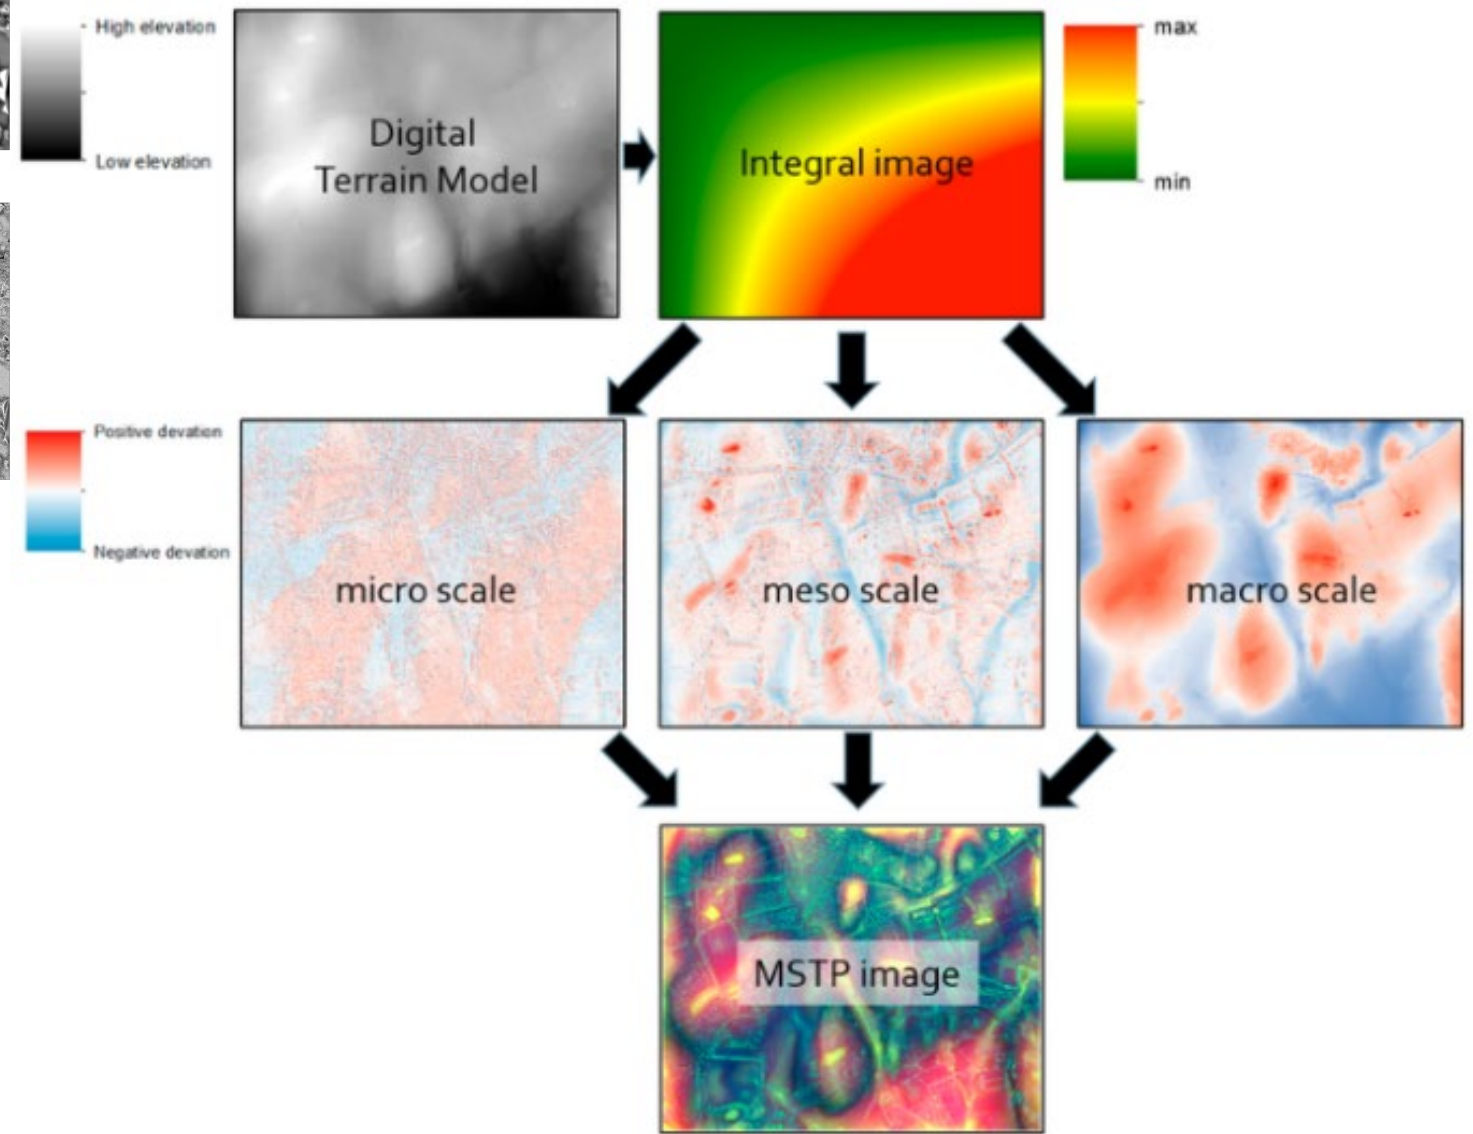 High elevation
Low elevation
Digital
Terrain Model
Integral image
max
min
Positive devation
Negative devation
micro scale
meso scale
macro scale
MSTP image